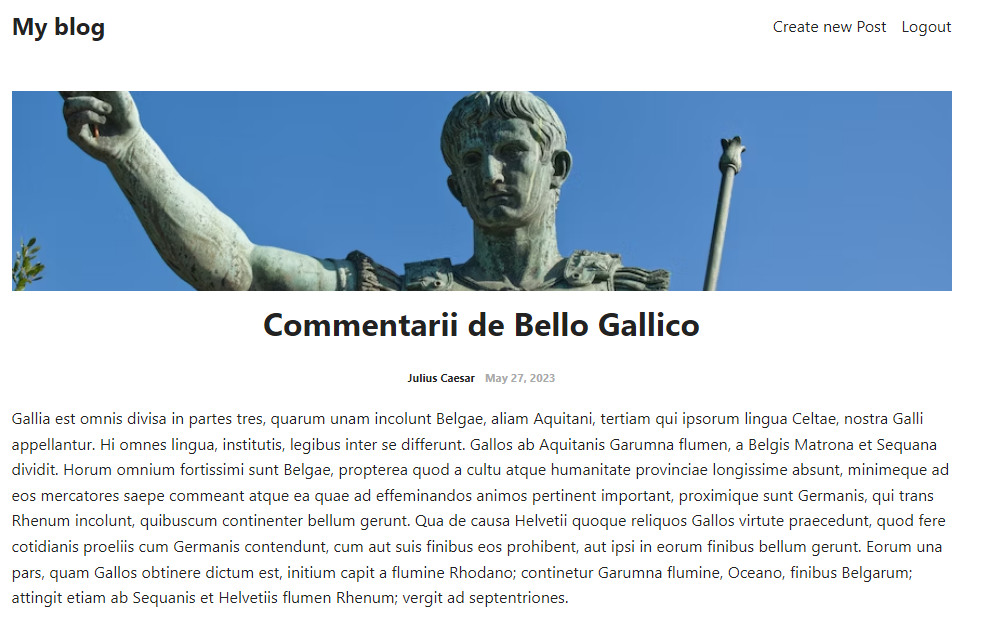 My blog
Create new Post Logout
Commentarii de Bello Gallico
Julius Caesar May 27, 2023
Gallia est omnis divisa in partes tres, quarum unam incolunt Belgae, aliam Aquitani, tertiam qui ipsorum lingua Celtae, nostra Galli
appellantur. Hi omnes lingua, institutis, legibus inter se differunt. Gallos ab Aquitanis Garumna flumen, a Belgis Matrona et Sequana
dividit. Horum omnium fortissimi sunt Belgae, propterea quod a cultu atque humanitate provinciae longissime absunt, minimeque ad
eos mercatores saepe commeant atque ea quae ad effeminandos animos pertinent important, proximique sunt Germanis, qui trans
Rhenum incolunt, quibuscum continenter bellum gerunt. Qua de causa Helvetii quoque reliquos Gallos virtute praecedunt, quod fere
cotidianis proeliis cum Germanis contendunt, cum aut suis finibus eos prohibent, aut ipsi in eorum finibus bellum gerunt. Eorum una
pars, quam Gallos obtinere dictum est, initium capit a flumine Rhodano; continetur Garumna flumine, Oceano, finibus Belgarum;
attingit etiam ab Sequanis et Helvetiis flumen Rhenum; vergit ad septentriones.